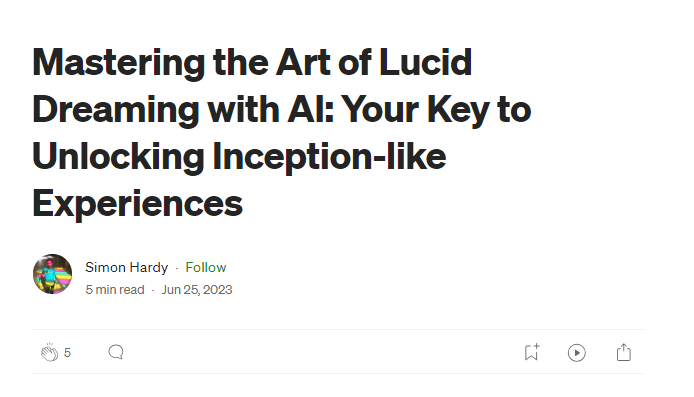 Mastering the Art of Lucid
Dreaming with AI: Your Key to
Unlocking Inception-like
Experiences
Simon Hardy · Follow
5 min read · Jun 25, 2023
5